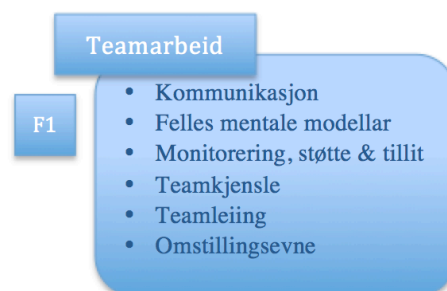 Teamarbeid
F1
• Kommunikasjon
• Felles mentale modellar
• Monitorering, støtte & tillit
• Teamkjensle
• Teamleiing
• Omstillingsevne